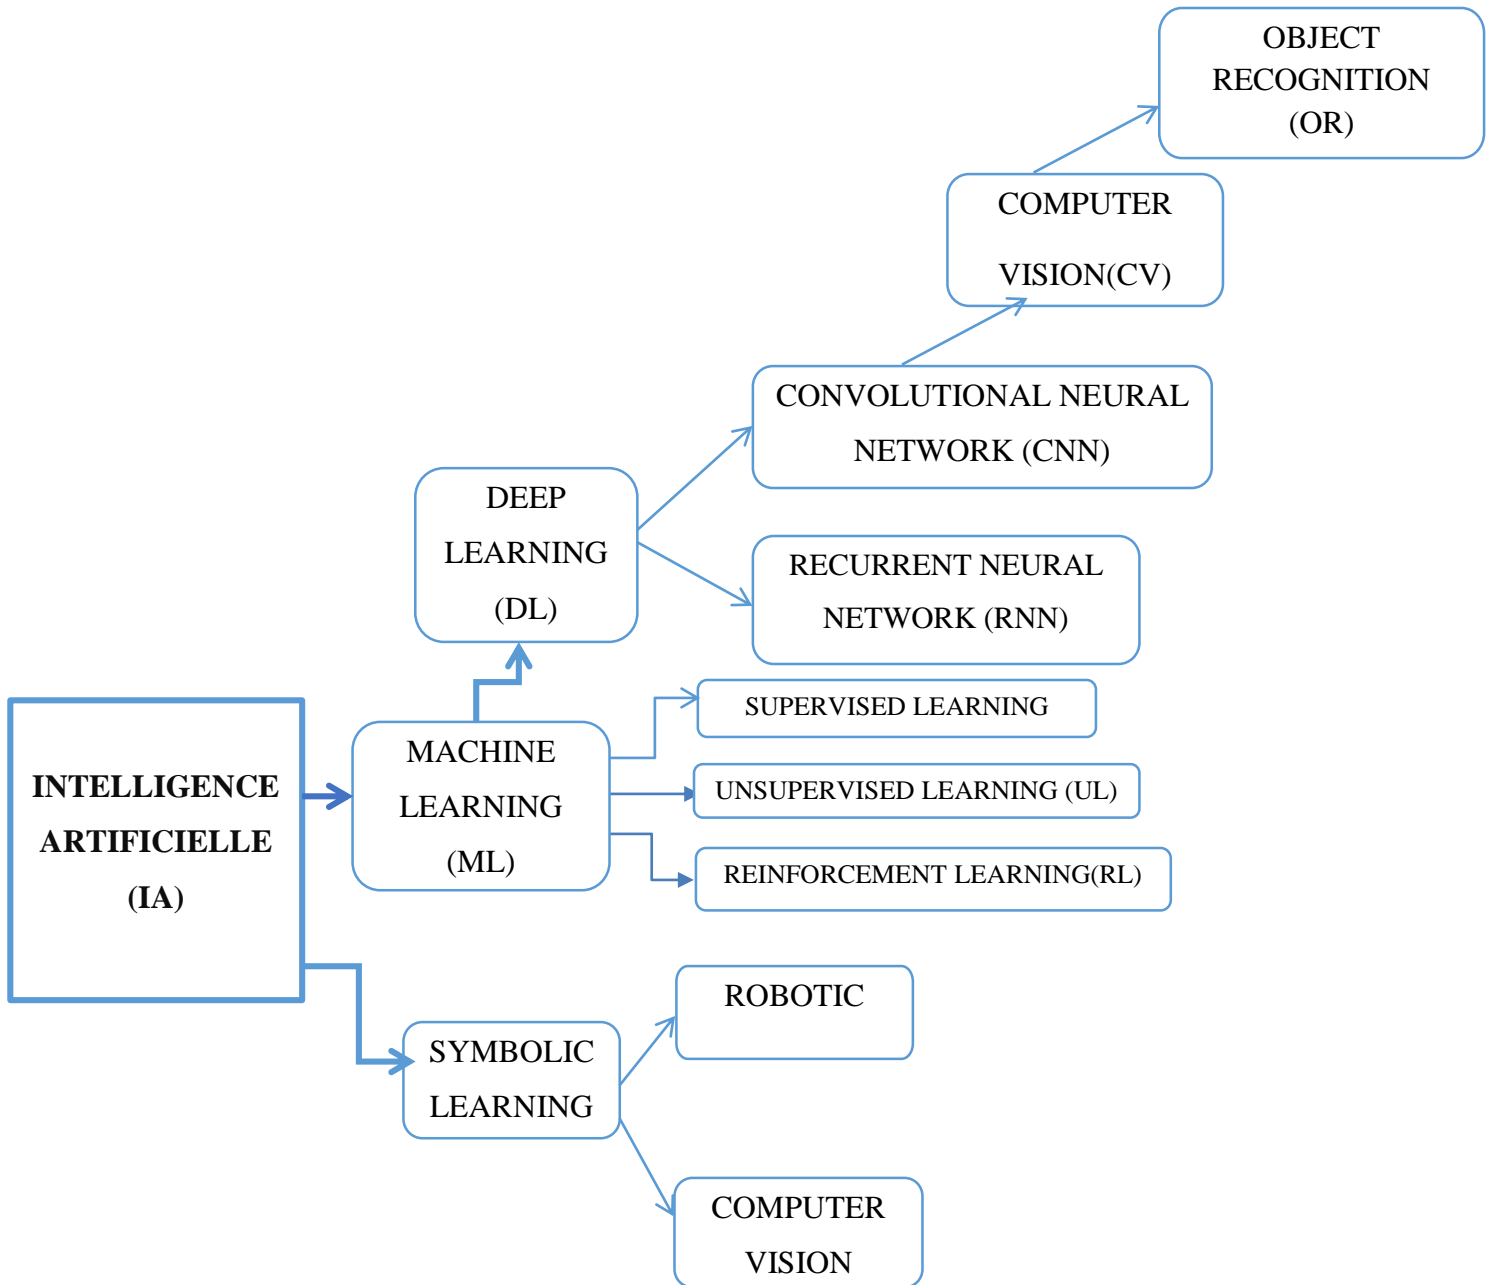 OBJECT
RECOGNITION
(OR)
COMPUTER
VISION(CV)
CONVOLUTIONAL NEURAL
NETWORK (CNN)
DEEP
LEARNING
(DL)
RECURRENT NEURAL
NETWORK (RNN)
SUPERVISED LEARNING
MACHINE
LEARNING
(ML)
UNSUPERVISED LEARNING (UL)
INTELLIGENCE
ARTIFICIELLE
(IA)
REINFORCEMENT LEARNING(RL)
ROBOTIC
SYMBOLIC
LEARNING
COMPUTER
VISION